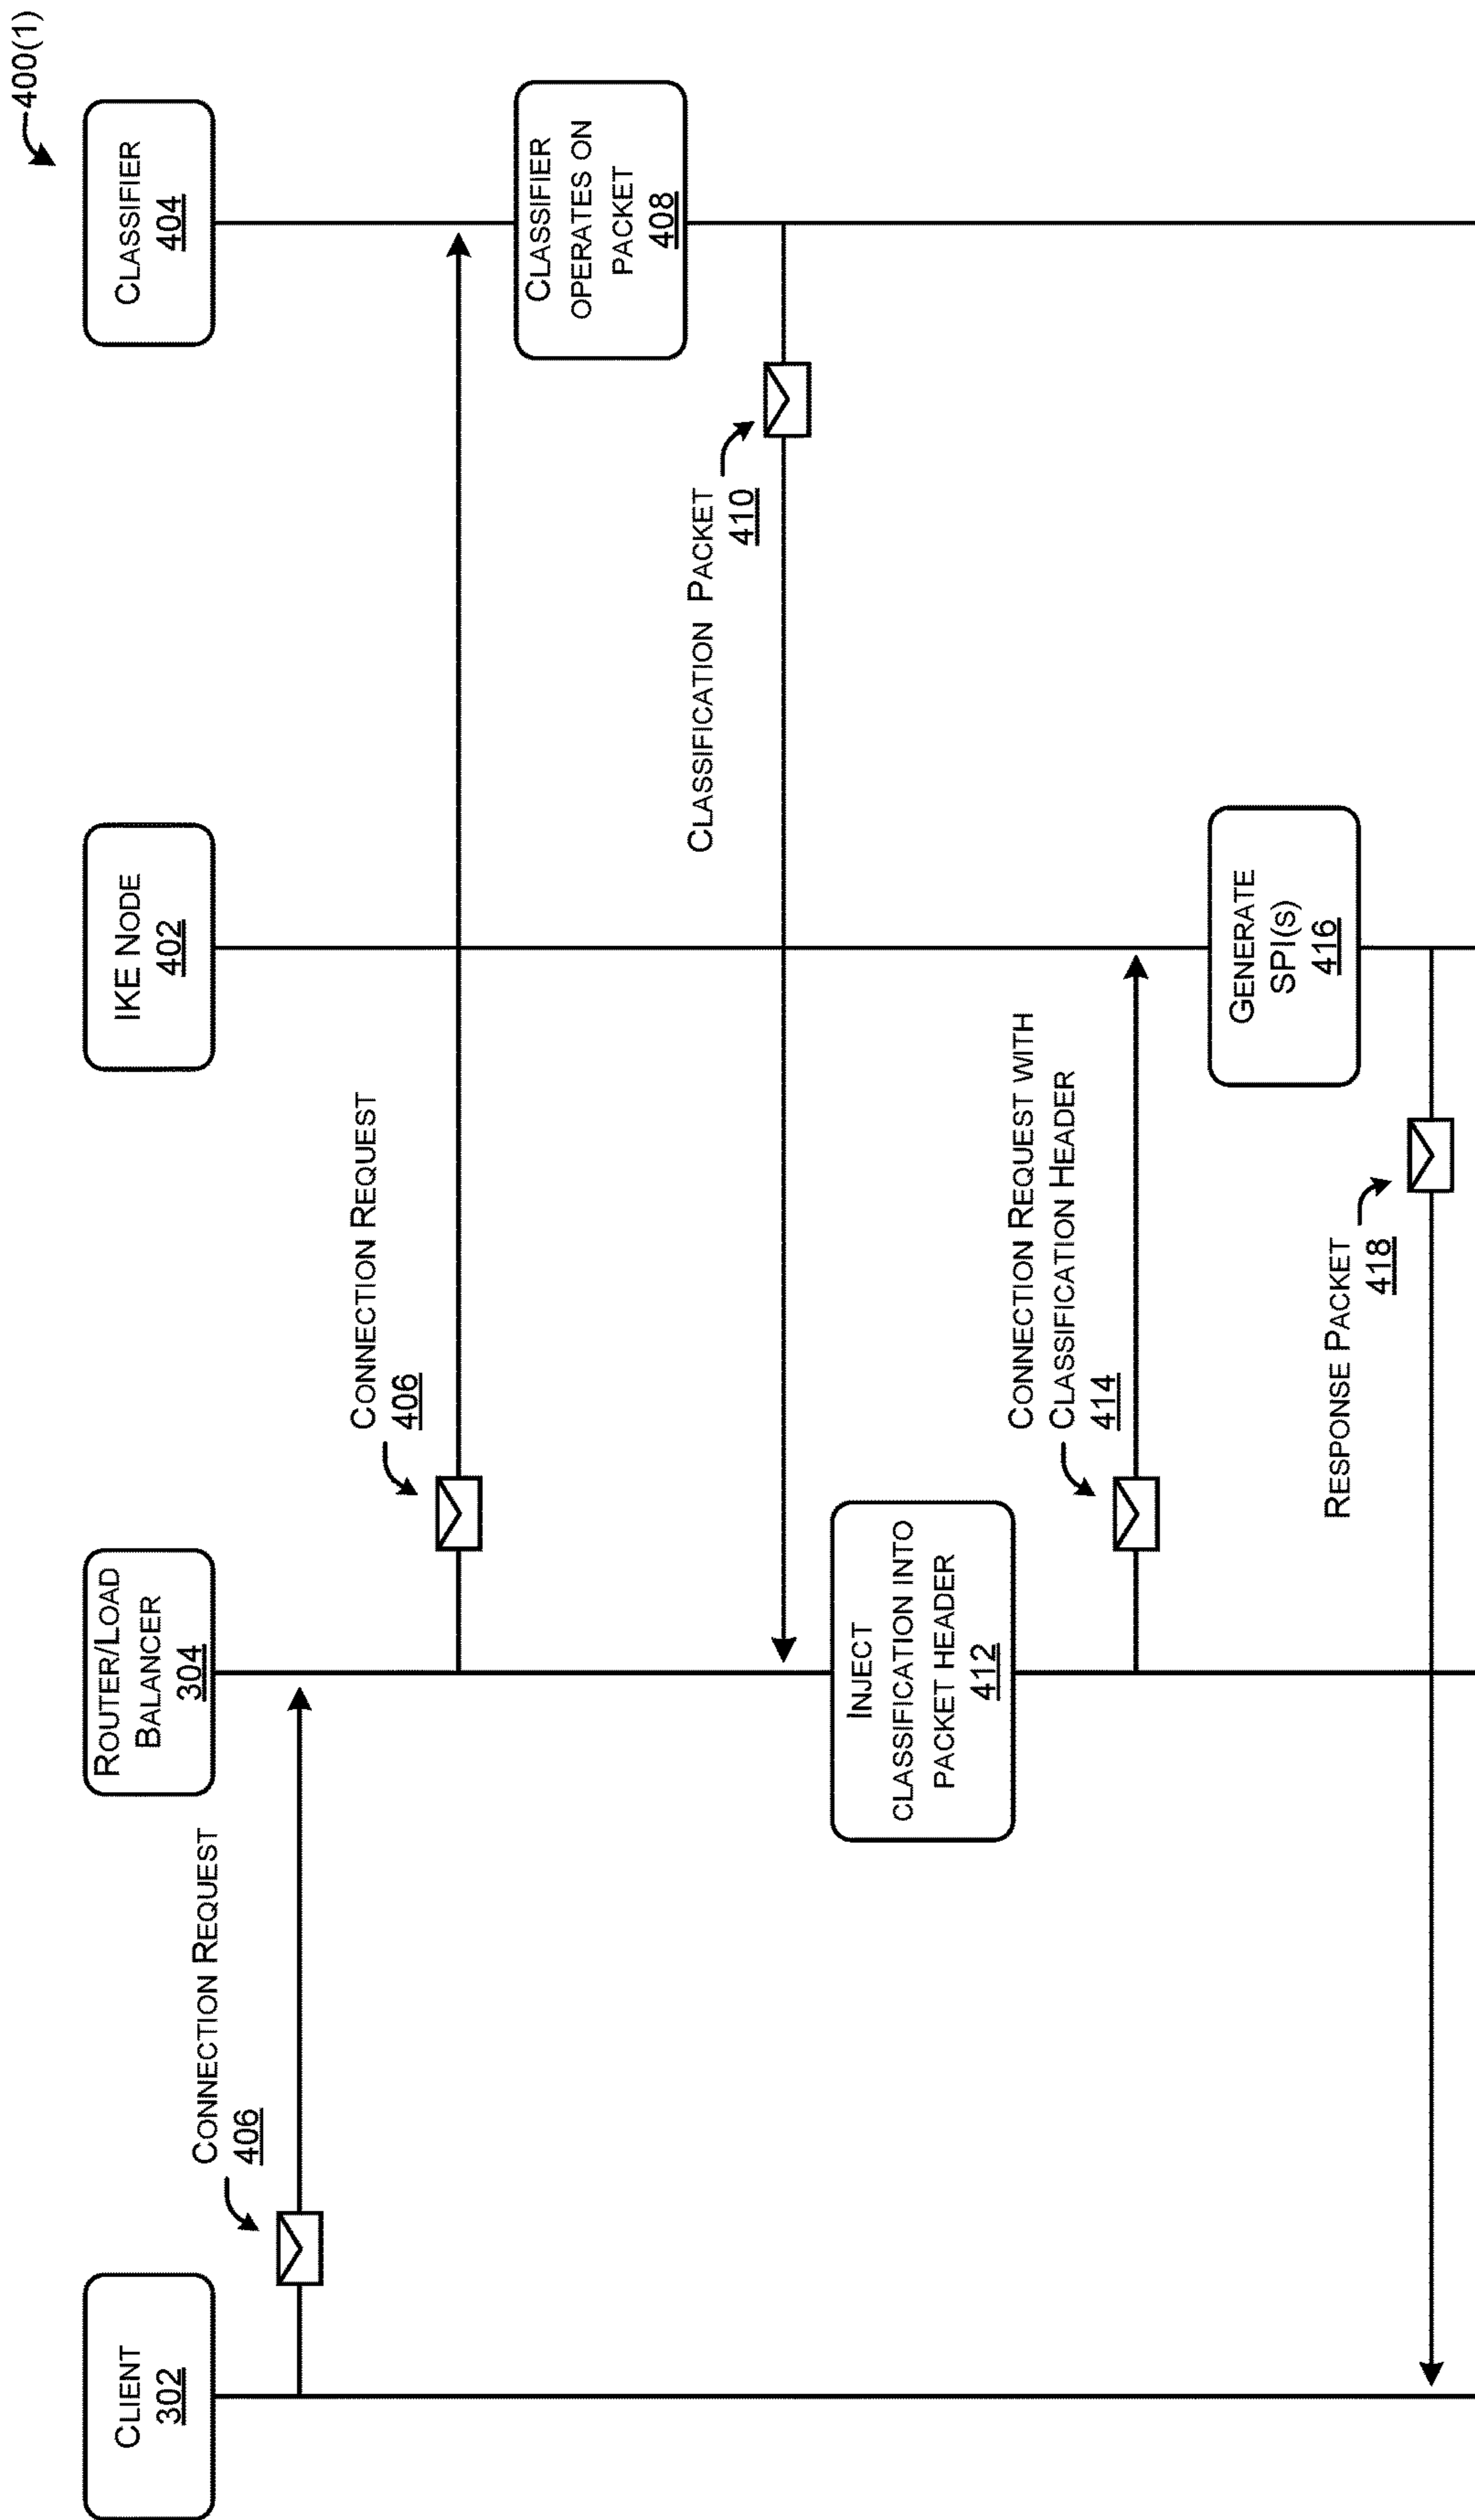 400(1)
CLIENT
302
ROUTER/LOAD
BALANCER
304
IKE NODE
402
CLASSIFIER
404
CONNECTION REQUEST
406
CONNECTION REQUEST
406
CLASSIFIER
OPERATES ON
PACKET
408
CLASSIFICATION PACKET
410
INJECT
CLASSIFICATION INTO
PACKET HEADER
412
CONNECTION REQUEST WITH
CLASSIFICATION HEADER
414
GENERATE
SPI(S)
416
RESPONSE PACKET
418